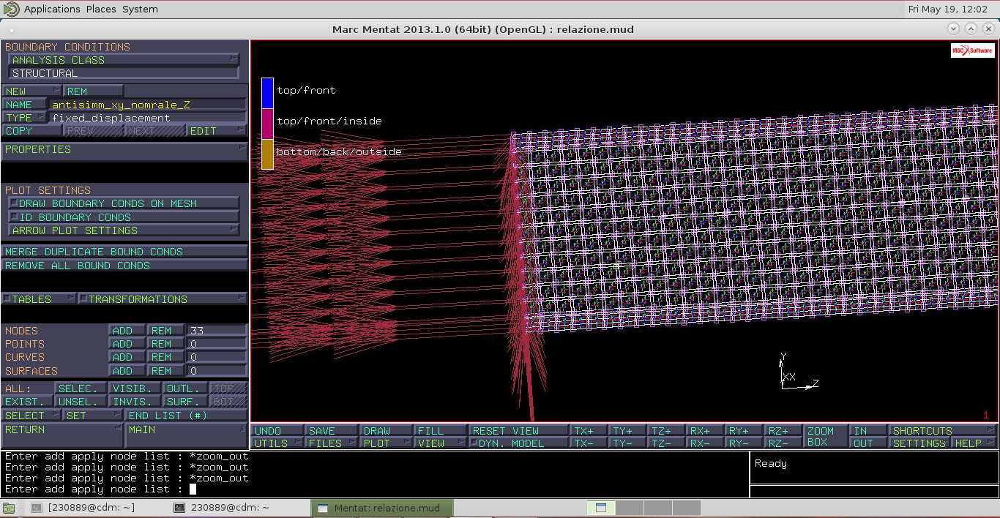 Applications Places System
Fri May 19, 12:02
Marc Mentat 2013.1.0 (64bit) (OpenGL) : relazione.mud
BOUNDARY CONDITIONS
ANALYSIS CLASS
STRUCTURAL
NEW REM
NAME antisimm_xy_nomrale_Z
TYPE fixed_displacement
COPY PREV NEXT EDIT
PROPERTIES
PLOT SETTINGS
DRAW BOUNDARY CONDS ON MESH
ID BOUNDARY CONDS
ARROW PLOT SETTINGS
MERGE DUPLICATE BOUND CONDS
REMOVE ALL BOUND CONDS
TABLES TRANSFORMATIONS
NODES ADD REM 33
POINTS ADD REM 0
CURVES ADD REM 0
SURFACES ADD REM 0
ALL: SELEC. VISIB. OUTL. TOP
EXIST. UNSEL. INVIS. SURF. BOT
SELECT SET END LIST (#)
RETURN MAIN
top/front
top/front/inside
bottom/back/outside
MSC Software
Y
XX
Z
1
UNDO SAVE DRAW FILL RESET VIEW TX+ TY+ TZ+ RX+ RY+ RZ+ ZOOM IN SHORTCUTS
UTILS FILES PLOT VIEW DYN. MODEL TX- TY- TZ- RX- RY- RZ- BOX OUT SETTINGS HELP
Enter add apply node list : *zoom_out
Enter add apply node list : *zoom_out
Enter add apply node list : *zoom_out
Enter add apply node list :
Ready
[230889@cdm: ~]
230889@cdm: ~
Mentat: relazione.mud